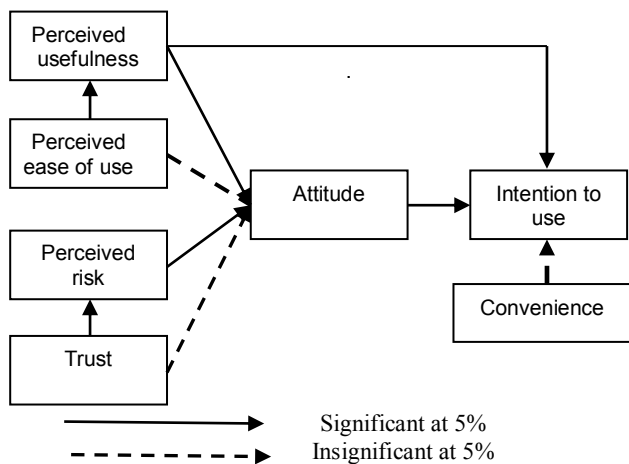 Perceived
usefulness
Perceived
ease of use
Attitude
Intention to
use
Perceived
risk
Convenience
Trust
Significant at 5%
Insignificant at 5%